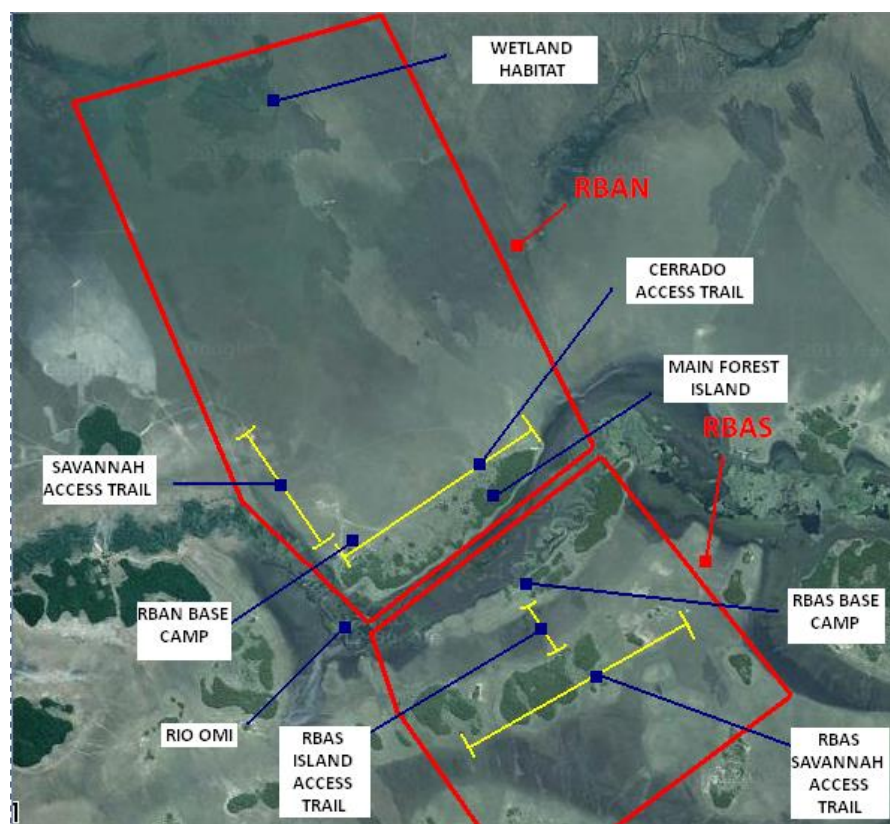 WETLAND
HABITAT
RBAN
CERRADO
ACCESS TRAIL
MAIN FOREST
ISLAND
RBAS
SAVANNAH
ACCESS TRAIL
RBAN BASE
CAMP
RBAS BASE
CAMP
RIO OMI
RBAS
ISLAND
ACCESS
TRAIL
RBAS
SAVANNAH
ACCESS
TRAIL
1